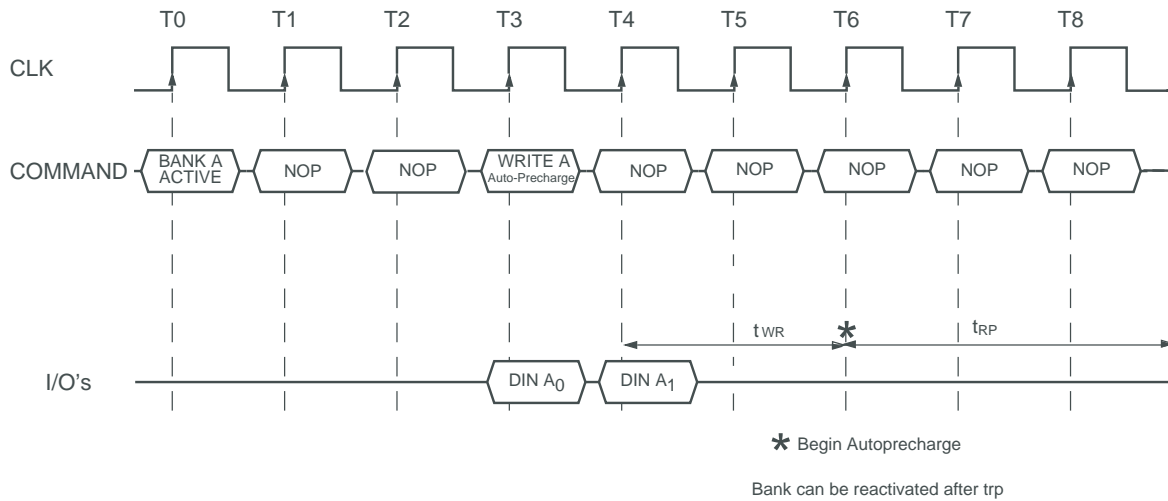 T0 T1 T2 T3 T4 T5 T6 T7 T8
CLK
COMMAND
BANK A
ACTIVE
NOP
NOP
WRITE A
Auto-Precharge
NOP
NOP
NOP
NOP
NOP
tWR
*
tRP
I/O's
DIN A0
DIN A1
* Begin Autoprecharge
Bank can be reactivated after trp